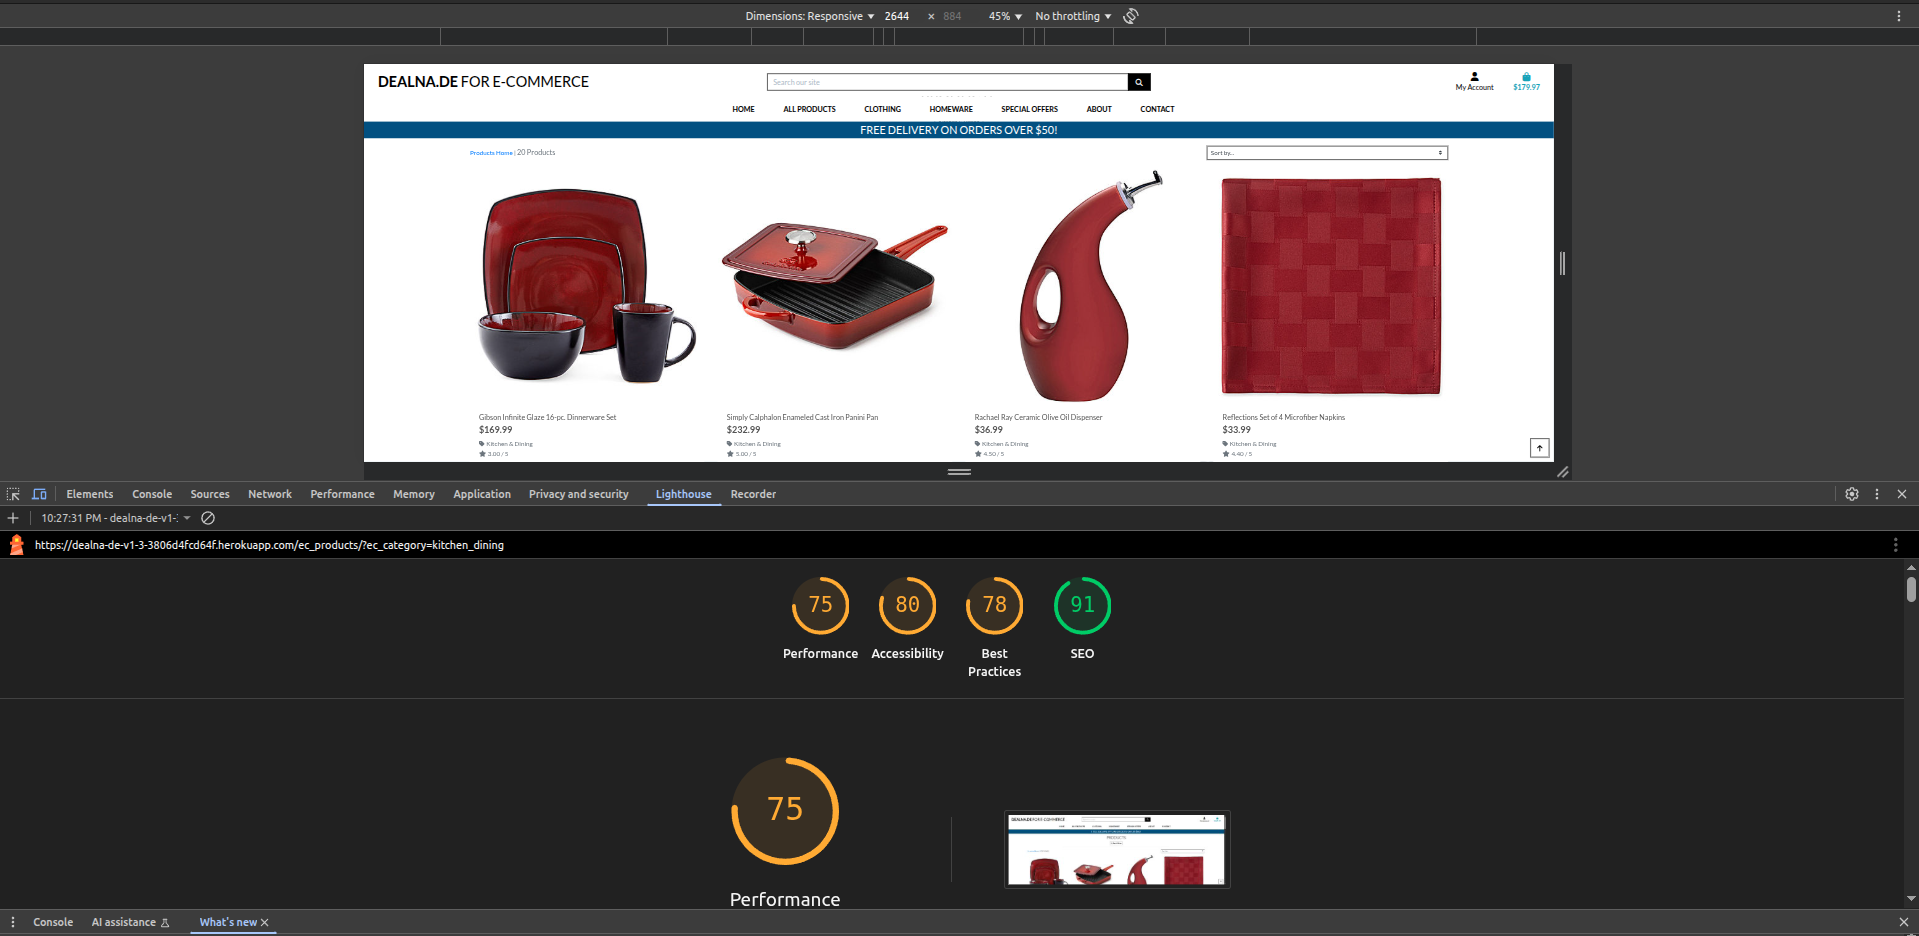 Dimensions: Responsive 2644 × 884 45% No throttling
DEALNA.DE FOR E-COMMERCE
Search our site
My Account
$179.97
HOME ALL PRODUCTS CLOTHING HOMEWARE SPECIAL OFFERS ABOUT CONTACT
FREE DELIVERY ON ORDERS OVER $50!
Products Home | 20 Products
Sort by...
Gibson Infinite Glaze 16-pc. Dinnerware Set
$169.99
Kitchen & Dining
3.00 / 5
Simply Calphalon Enameled Cast Iron Panini Pan
$232.99
Kitchen & Dining
5.00 / 5
Rachael Ray Ceramic Olive Oil Dispenser
$36.99
Kitchen & Dining
4.50 / 5
Reflections Set of 4 Microfiber Napkins
$33.99
Kitchen & Dining
4.40 / 5
Elements Console Sources Network Performance Memory Application Privacy and security Lighthouse Recorder
10:27:31 PM - dealna-de-v1-
https://dealna-de-v1-3-3806d4fcd64f.herokuapp.com/ec_products/?ec_category=kitchen_dining
75 80 78 91
Performance Accessibility Best Practices SEO
75
Performance
DEALNA.DE FOR E-COMMERCE
PRODUCTS
Console AI assistance What's new